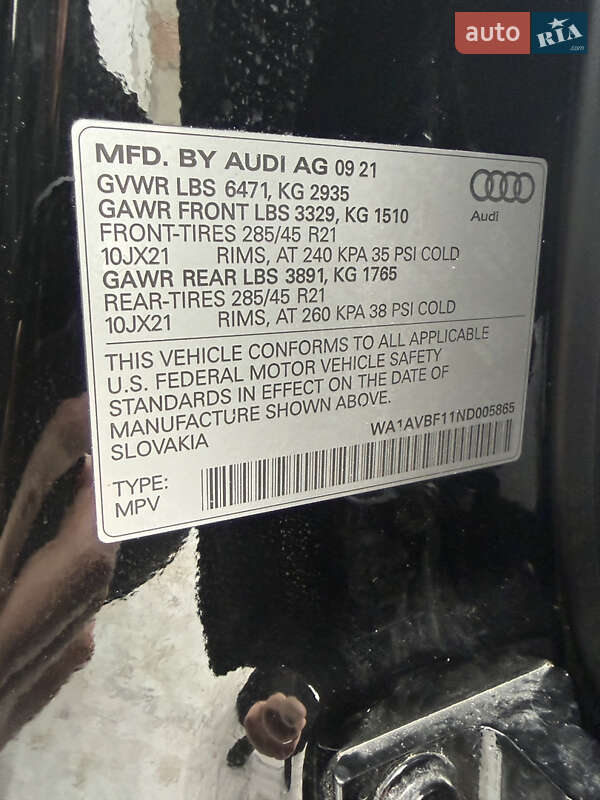 auto RIA .com
MFD. BY AUDI AG 09 21
GVWR LBS 6471, KG 2935
GAWR FRONT LBS 3329, KG 1510
Audi
FRONT-TIRES 285/45 R21
10JX21 RIMS, AT 240 KPA 35 PSI COLD
GAWR REAR LBS 3891, KG 1765
REAR-TIRES 285/45 R21
10JX21 RIMS, AT 260 KPA 38 PSI COLD
THIS VEHICLE CONFORMS TO ALL APPLICABLE
U.S. FEDERAL MOTOR VEHICLE SAFETY
STANDARDS IN EFFECT ON THE DATE OF
MANUFACTURE SHOWN ABOVE.
SLOVAKIA
WA1AVBF11ND005865
TYPE:
MPV